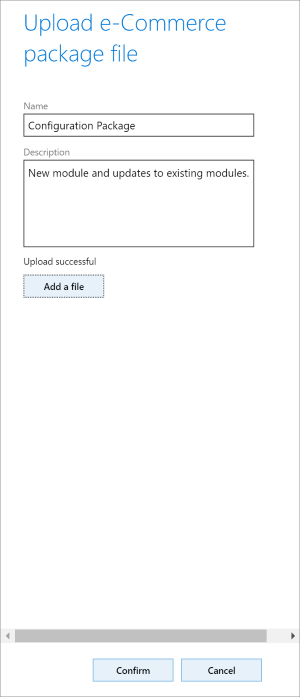 Upload e-Commerce
package file
Name
Configuration Package
Description
New module and updates to existing modules.
Upload successful
Add a file
Confirm
Cancel